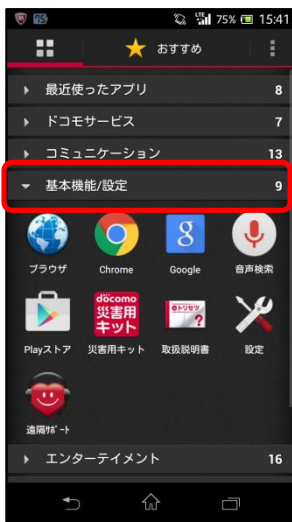 LTE 75% 15:41
おすすめ
最近使ったアプリ 8
ドコモサービス 7
コミュニケーション 13
基本機能/設定 9
8
döcomo
災害用
キット
eトリセツ
?
ブラウザ Chrome Google 音声検索
Playストア 災害用キット 取扱説明書 設定
遠隔ｻﾎﾟｰﾄ
エンターテイメント 16